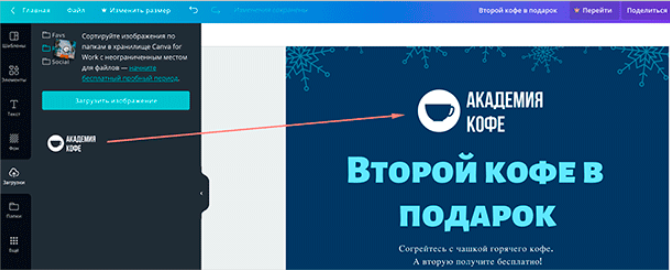 Главная Файл Изменить размер Изменения сохранены Второй кофе в подарок Перейти Поделиться
Шаблоны
Элементы
Текст
Фон
Загрузки
Папки
Ещё
Favs
Social
Сортируйте изображения по
папкам в хранилище Canva for
Work с неограниченным местом
для файлов — начните
бесплатный пробный период.
Загрузить изображение
АКАДЕМИЯ
КОФЕ
АКАДЕМИЯ
КОФЕ
Второй кофе в
подарок
Согрейтесь с чашкой горячего кофе.
А вторую получите бесплатно!